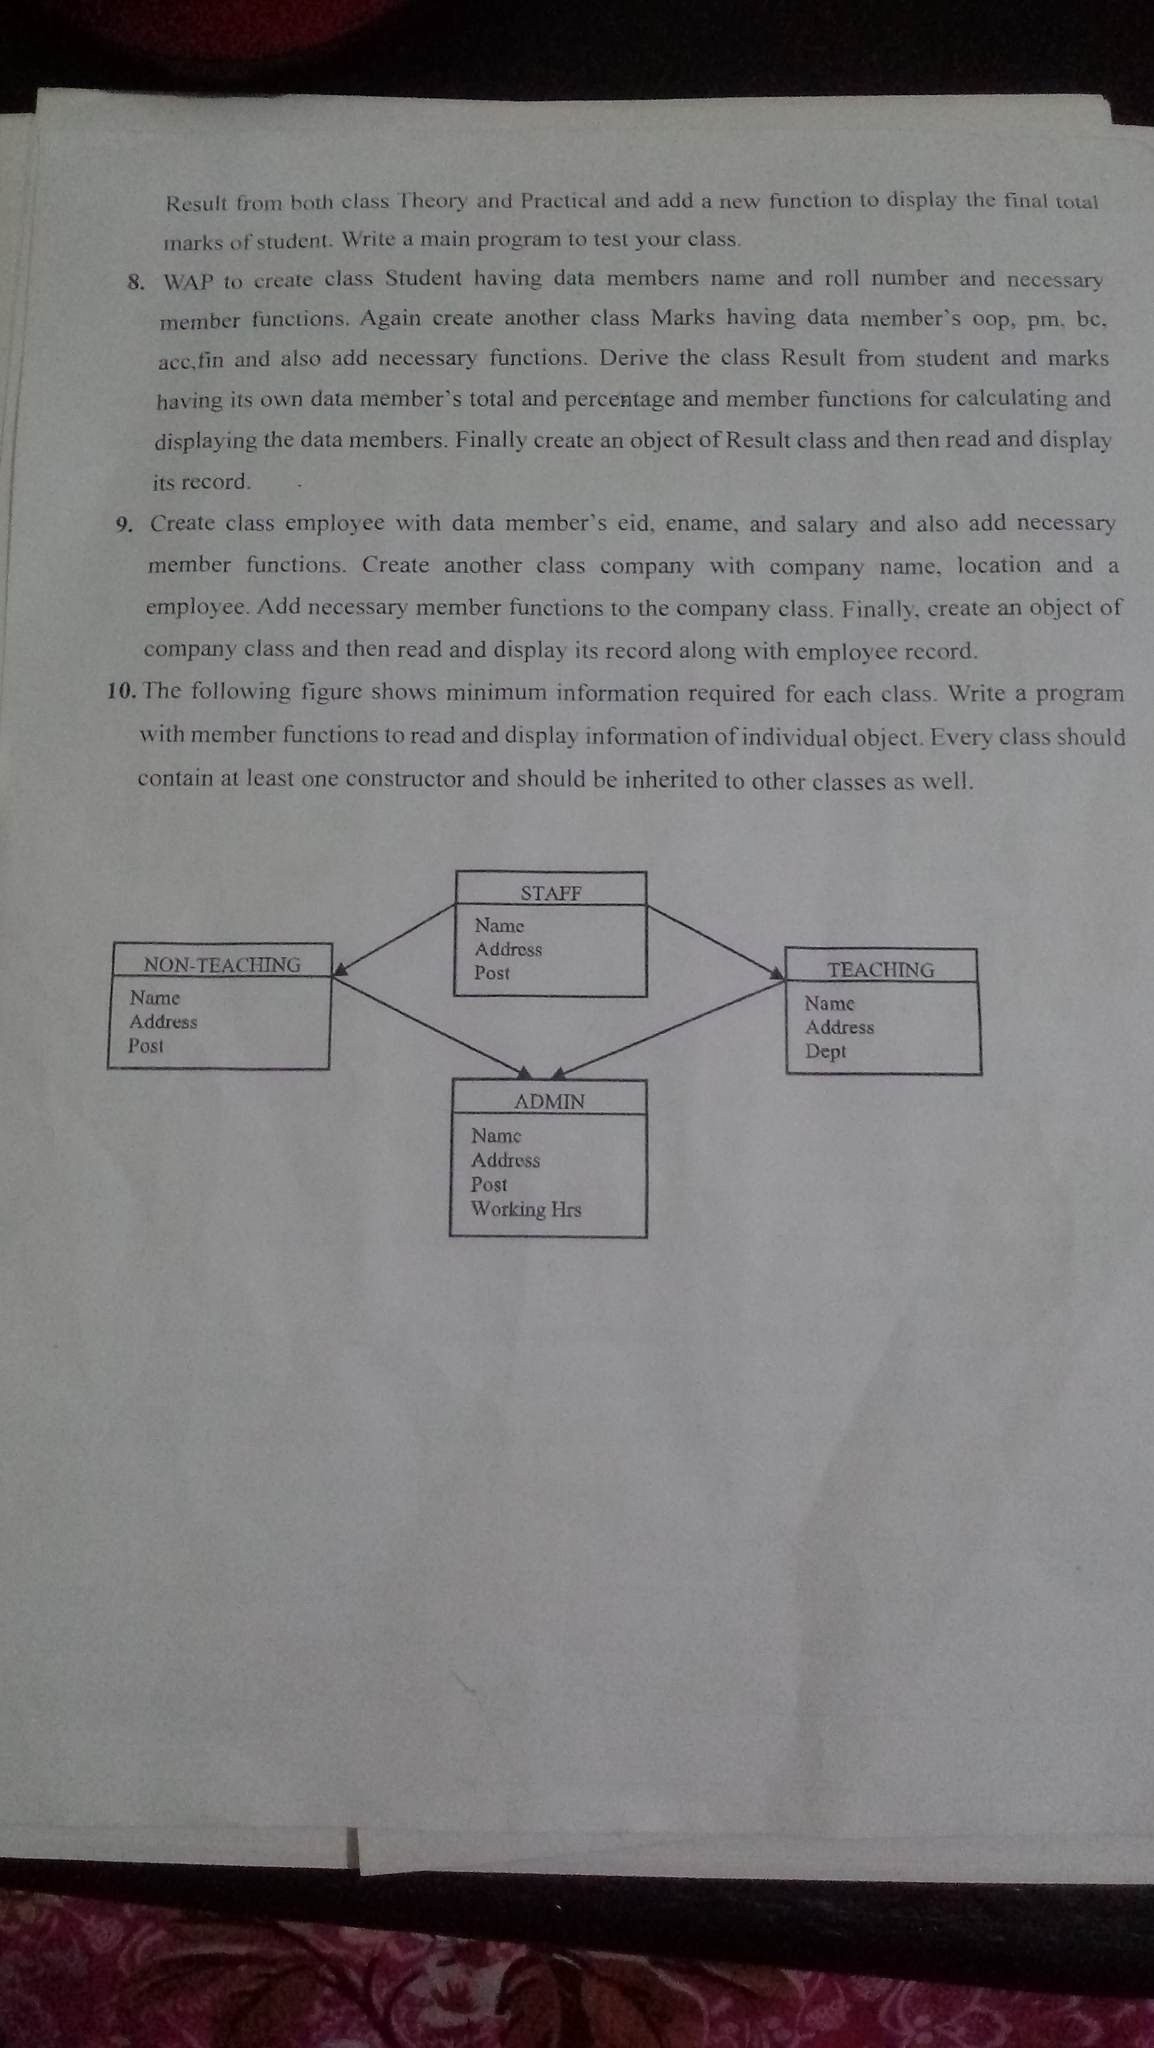 Result from both class Theory and Practical and add a new function to display the final total
marks of student. Write a main program to test your class.
8. WAP to create class Student having data members name and roll number and necessary
member functions. Again create another class Marks having data member's oop, pm, bc,
acc,fin and also add necessary functions. Derive the class Result from student and marks
having its own data member's total and percentage and member functions for calculating and
displaying the data members. Finally create an object of Result class and then read and display
its record.
9. Create class employee with data member's eid, ename, and salary and also add necessary
member functions. Create another class company with company name, location and a
employee. Add necessary member functions to the company class. Finally, create an object of
company class and then read and display its record along with employee record.
10. The following figure shows minimum information required for each class. Write a program
with member functions to read and display information of individual object. Every class should
contain at least one constructor and should be inherited to other classes as well.
STAFF
Name
Address
Post
NON-TEACHING
Name
Address
Post
TEACHING
Name
Address
Dept
ADMIN
Name
Address
Post
Working Hrs